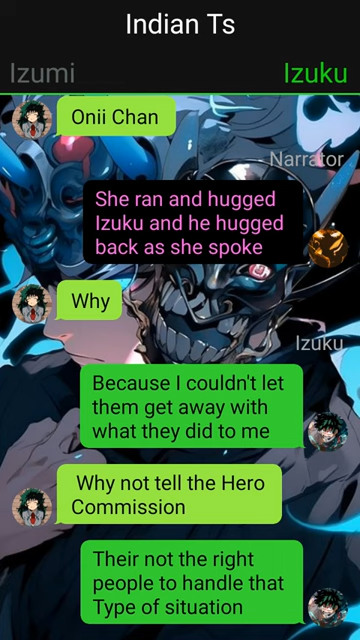 Indian Ts
Izumi
Izuku
Onii Chan
Narrator
She ran and hugged
Izuku and he hugged
back as she spoke
Why
Izuku
Because I couldn't let
them get away with
what they did to me
Why not tell the Hero
Commission
Their not the right
people to handle that
Type of situation